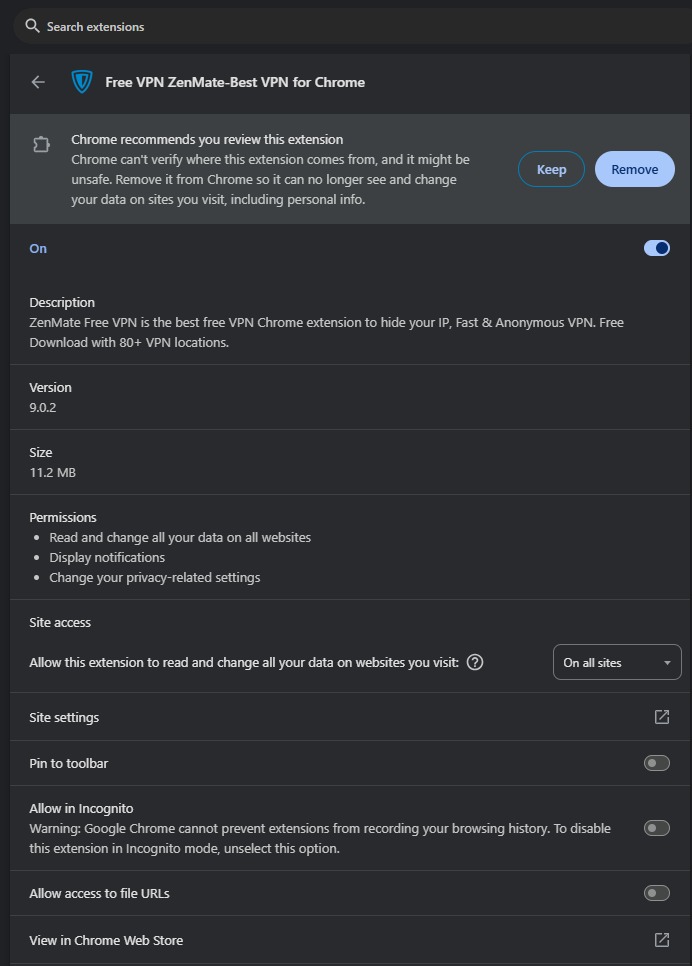 Search extensions
Free VPN ZenMate-Best VPN for Chrome
Chrome recommends you review this extension
Chrome can't verify where this extension comes from, and it might be
unsafe. Remove it from Chrome so it can no longer see and change
your data on sites you visit, including personal info.
Keep
Remove
On
Description
ZenMate Free VPN is the best free VPN Chrome extension to hide your IP, Fast & Anonymous VPN. Free
Download with 80+ VPN locations.
Version
9.0.2
Size
11.2 MB
Permissions
• Read and change all your data on all websites
• Display notifications
• Change your privacy-related settings
Site access
Allow this extension to read and change all your data on websites you visit:
On all sites
Site settings
Pin to toolbar
Allow in Incognito
Warning: Google Chrome cannot prevent extensions from recording your browsing history. To disable
this extension in Incognito mode, unselect this option.
Allow access to file URLs
View in Chrome Web Store